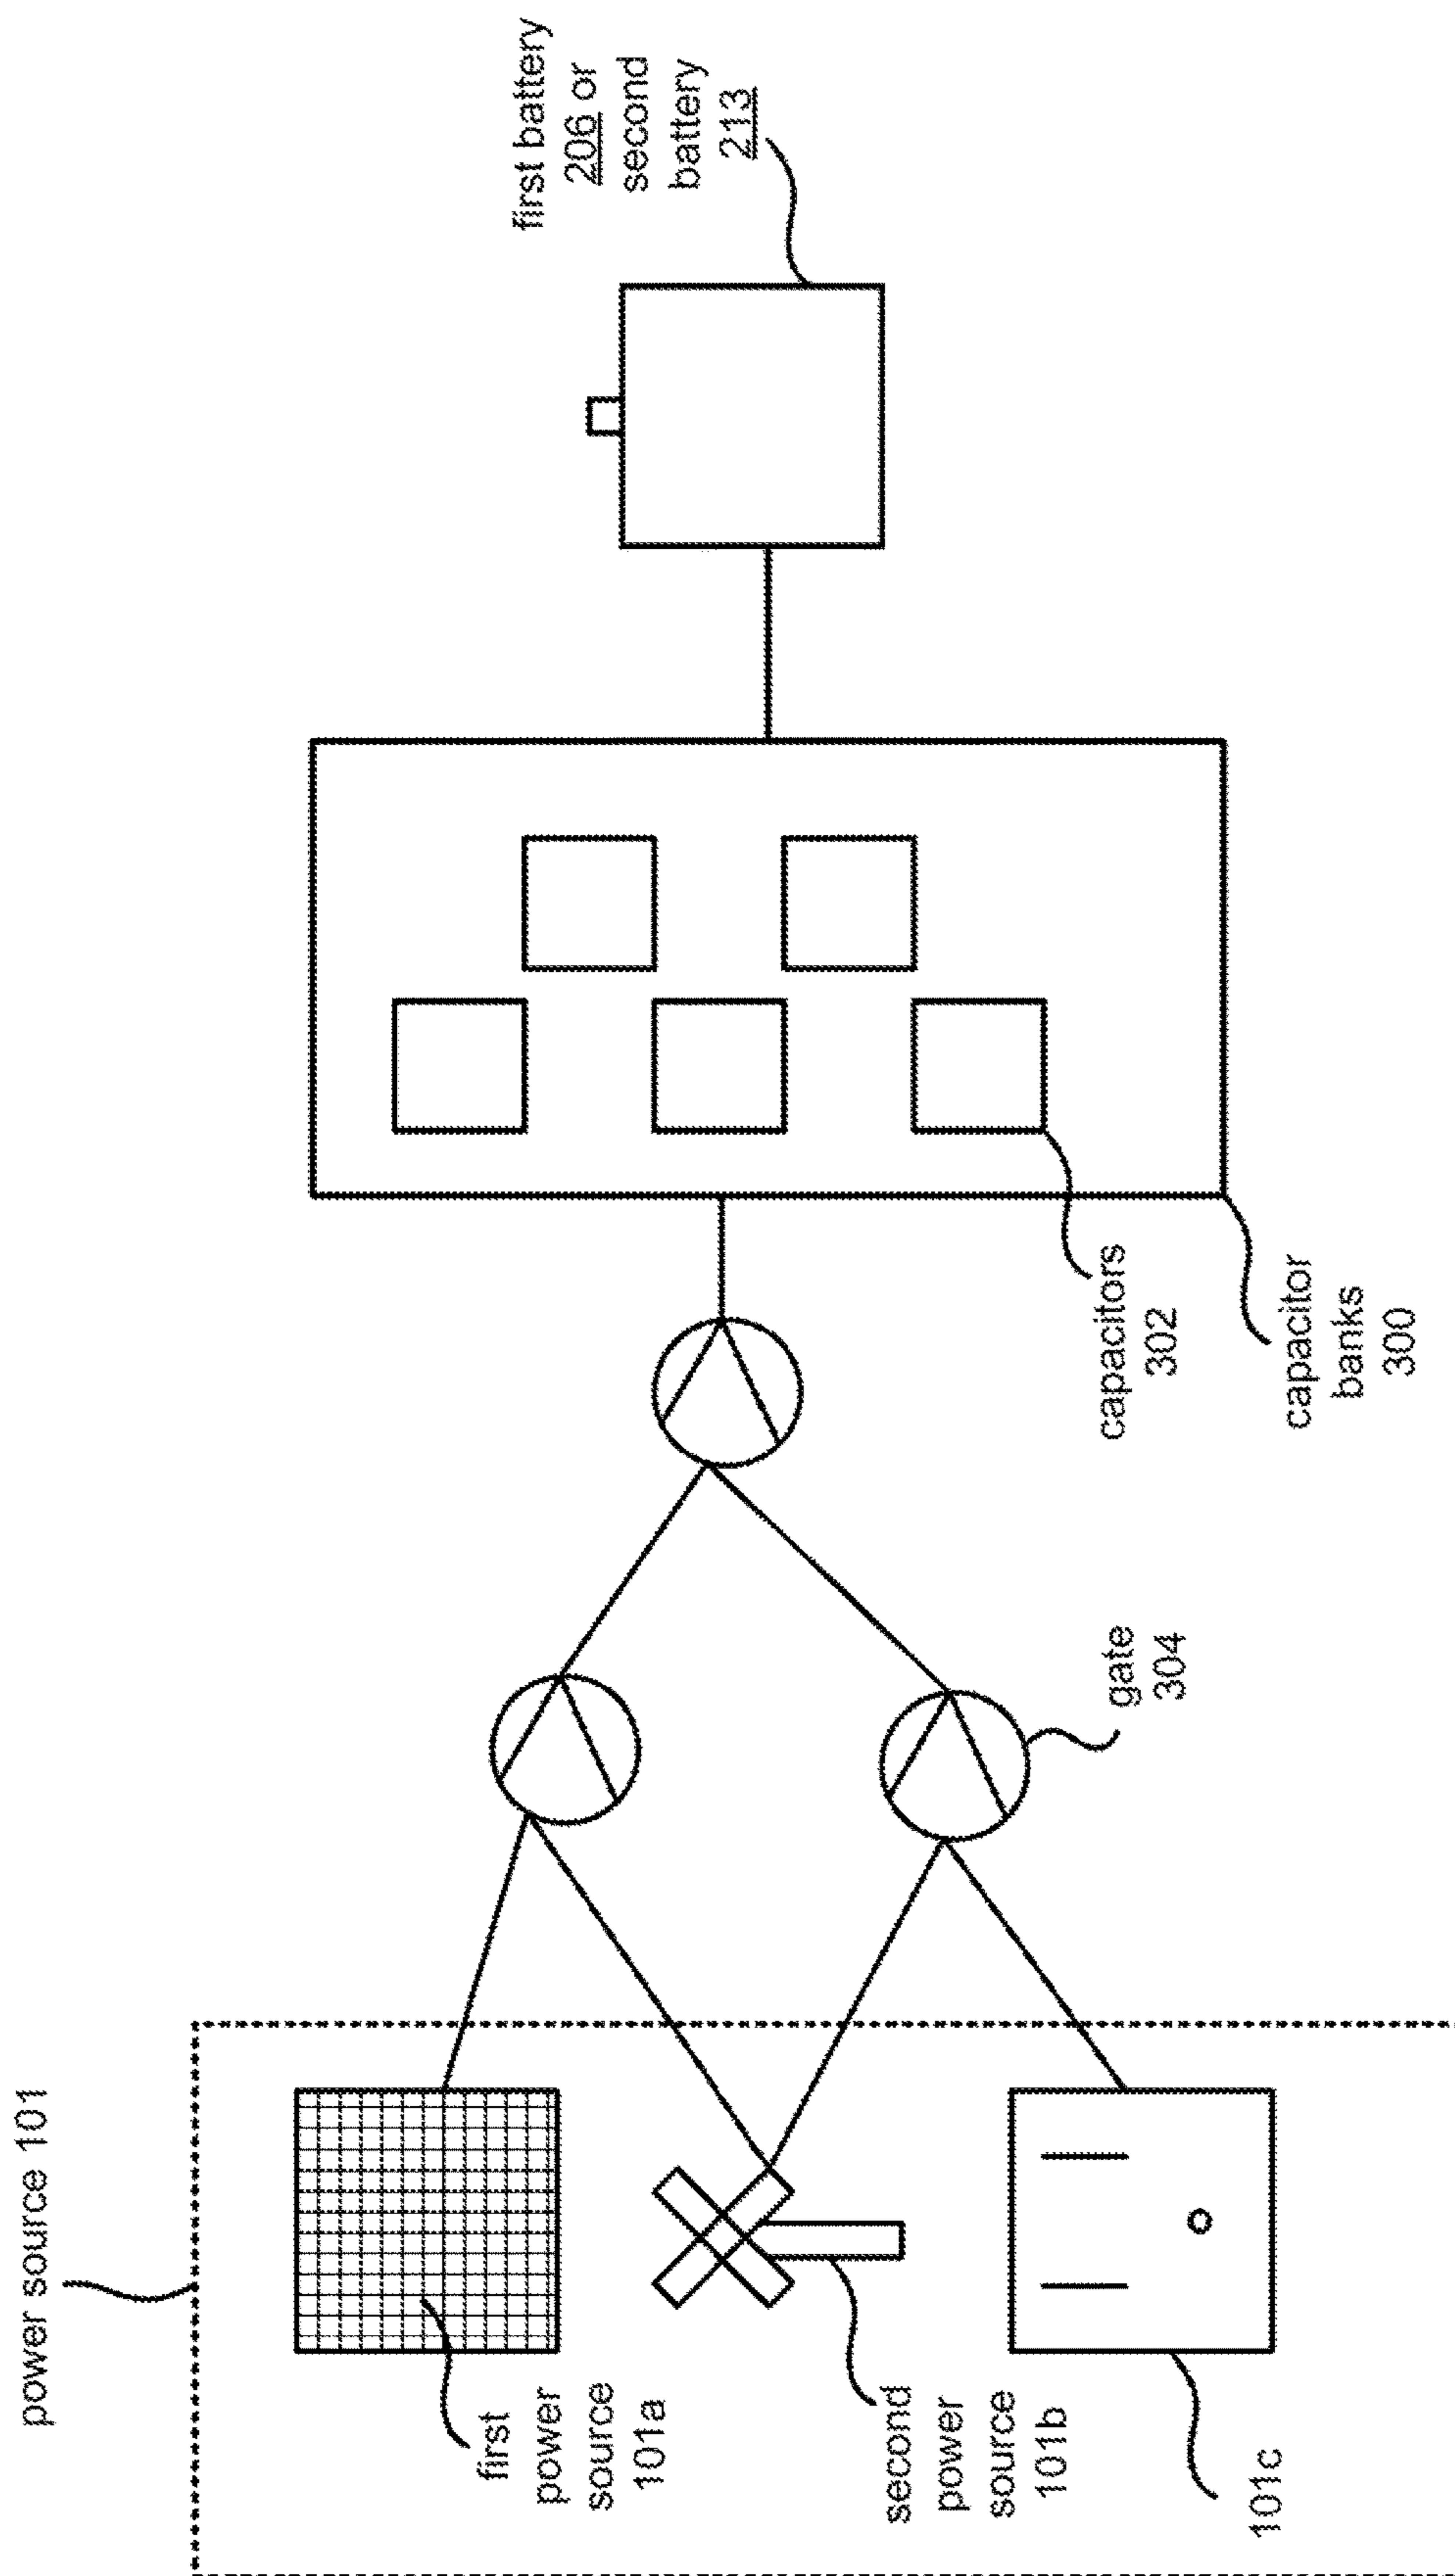 power source 101
first
power
source
101a
second
power
source
101b
101c
gate
304
capacitors
302
capacitor
banks
300
first battery
206 or
second
battery
213